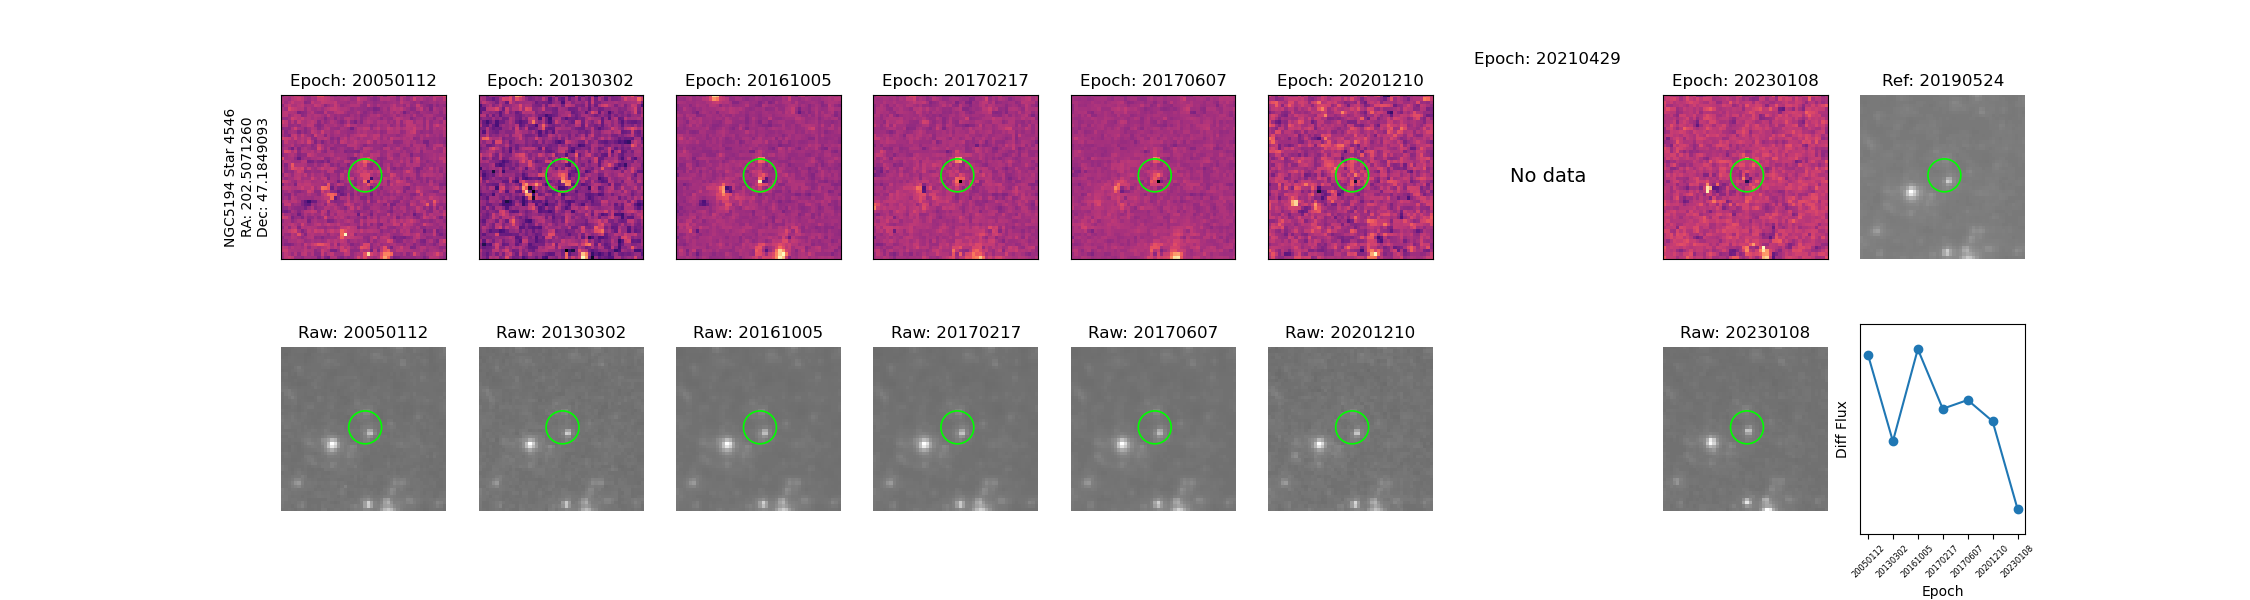 Epoch: 20050112
Epoch: 20130302
Epoch: 20161005
Epoch: 20170217
Epoch: 20170607
Epoch: 20201210
Epoch: 20210429
Epoch: 20230108
Ref: 20190524
NGC5194 Star 4546
RA: 202.5071260
Dec: 47.1849093
No data
Raw: 20050112
Raw: 20130302
Raw: 20161005
Raw: 20170217
Raw: 20170607
Raw: 20201210
Raw: 20230108
Diff Flux
20050112
20130302
20161005
20170217
20170607
20201210
20230108
Epoch